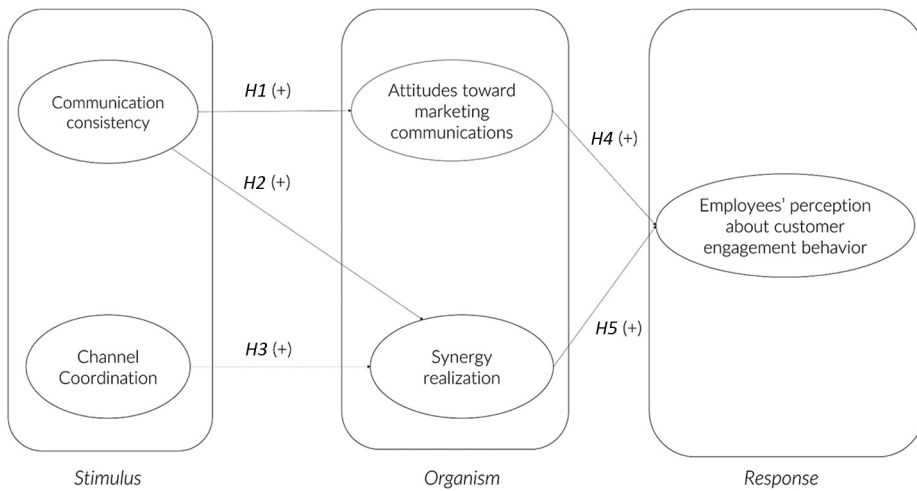 Communication
consistency
H1 (+)
Attitudes toward
marketing
communications
H2 (+)
H4 (+)
Employees' perception
about customer
engagement behavior
Channel
Coordination
H3 (+)
Synergy
realization
H5 (+)
Stimulus
Organism
Response